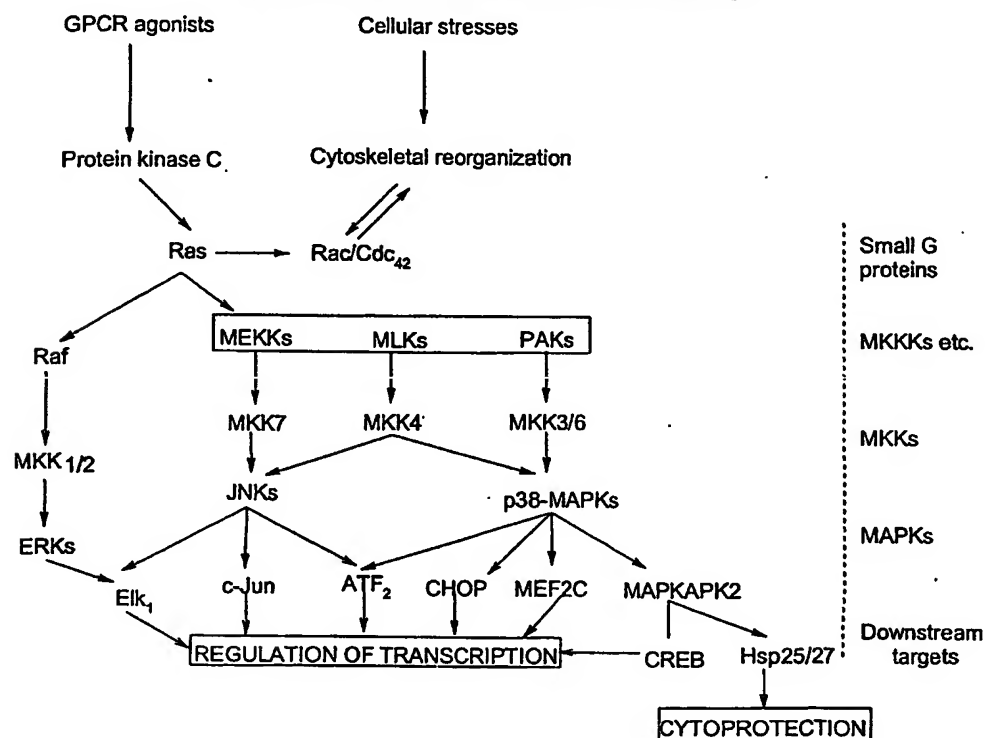 GPCR agonists
Cellular stresses
Protein kinase C
Cytoskeletal reorganization
Ras
Rac/Cdc42
Small G
proteins
MEKKs
MLKs
PAKs
Raf
MKKKs etc.
MKK7
MKK4
MKK3/6
MKKs
MKK 1/2
JNKs
p38-MAPKs
MAPKs
ERKs
c-Jun
ATF2
CHOP
MEF2C
MAPKAPK2
Elk1
Downstream
targets
REGULATION OF TRANSCRIPTION
CREB
Hsp25/27
CYTOPROTECTION